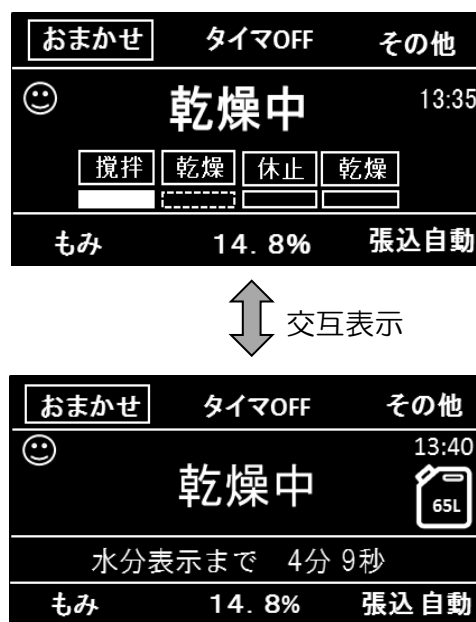 おまかせ タイマOFF その他
乾燥中 13:35
撹拌 乾燥 休止 乾燥
もみ 14.8% 張込自動
交互表示
おまかせ タイマOFF その他
13:40
乾燥中
65L
水分表示まで 4分 9秒
もみ 14.8% 張込自動